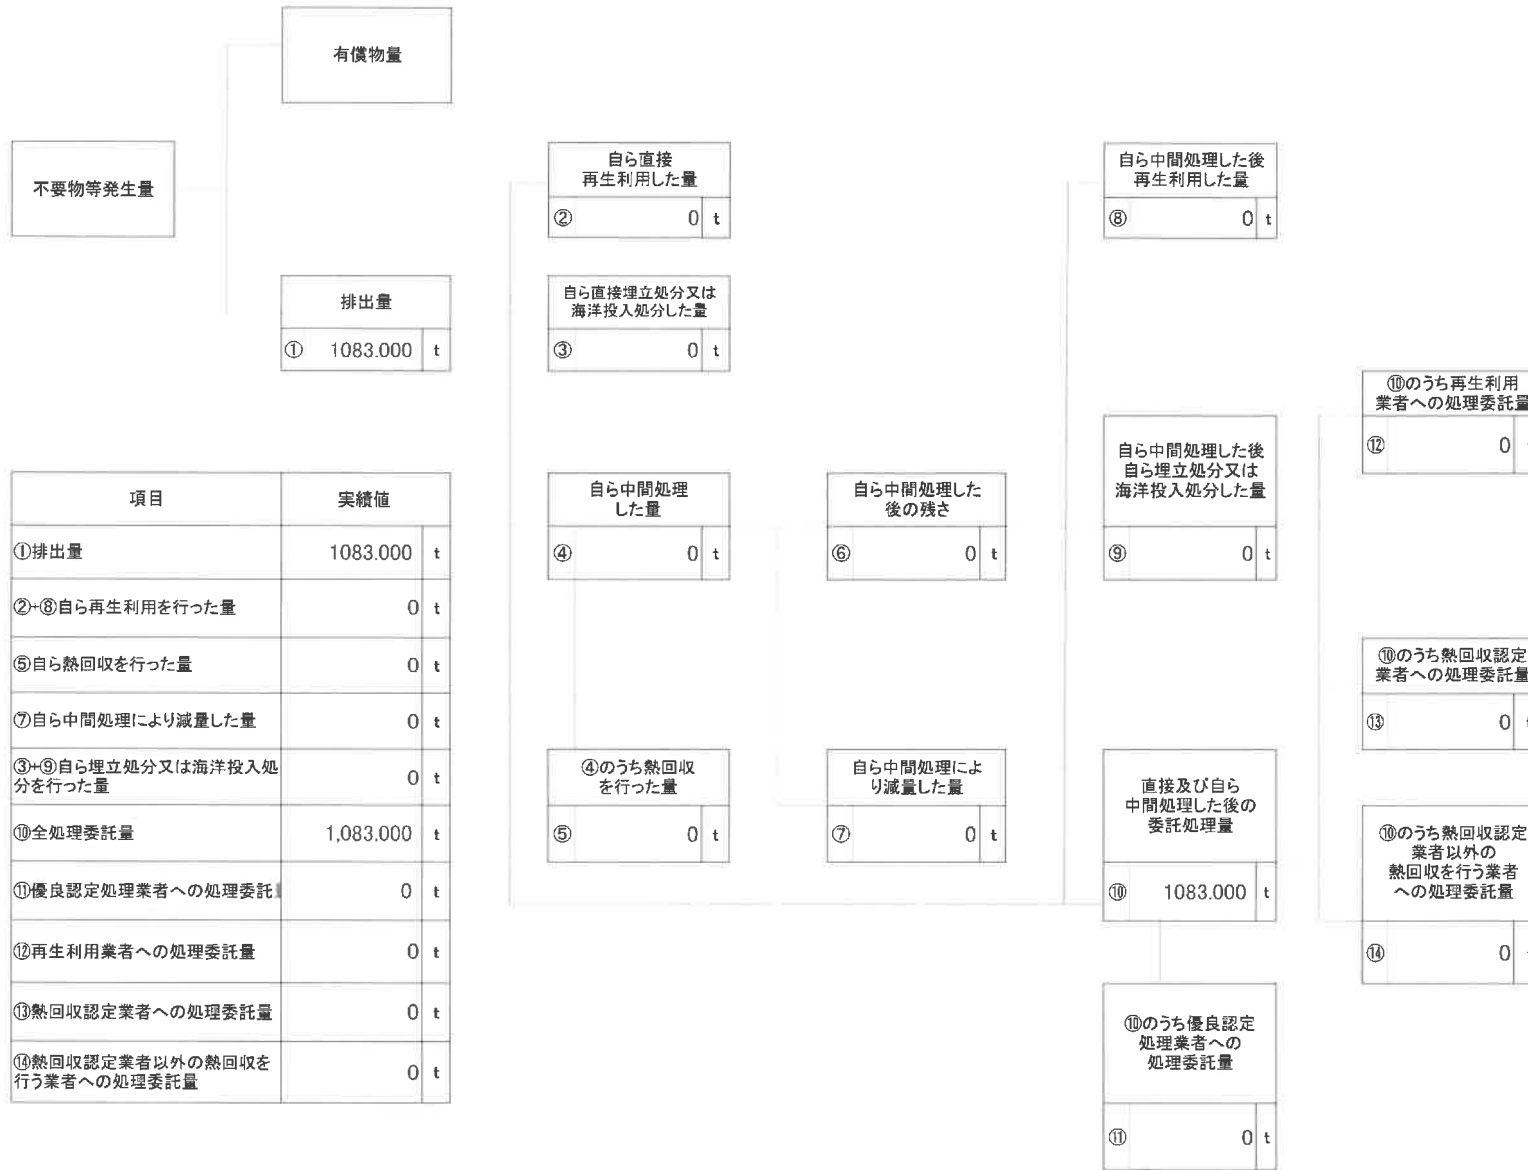 有償物量
不要物等発生量
排出量
① 1083.000 t
自ら直接
再生利用した量
② 0 t
自ら直接埋立処分又は
海洋投入処分した量
③ 0 t
自ら中間処理
した量
④ 0 t
④のうち熱回収
を行った量
⑤ 0 t
自ら中間処理した
後の残さ
⑥ 0 t
自ら中間処理によ
り減量した量
⑦ 0 t
自ら中間処理した後
再生利用した量
⑧ 0 t
自ら中間処理した後
自ら埋立処分又は
海洋投入処分した量
⑨ 0 t
直接及び自ら
中間処理した後の
委託処理量
⑩ 1083.000 t
⑩のうち優良認定
処理業者への
処理委託量
⑪ 0 t
⑩のうち再生利用
業者への処理委託量
⑫ 0
⑩のうち熱回収認定
業者への処理委託量
⑬ 0
⑩のうち熱回収認定
業者以外の
熱回収を行う業者
への処理委託量
⑭ 0
項目 実績値
①排出量 1083.000 t
②+⑧自ら再生利用を行った量 0 t
⑤自ら熱回収を行った量 0 t
⑦自ら中間処理により減量した量 0 t
③+⑨自ら埋立処分又は海洋投入処
分を行った量 0 t
⑩全処理委託量 1,083.000 t
⑪優良認定処理業者への処理委託 0 t
⑫再生利用業者への処理委託量 0 t
⑬熱回収認定業者への処理委託量 0 t
⑭熱回収認定業者以外の熱回収を
行う業者への処理委託量 0 t